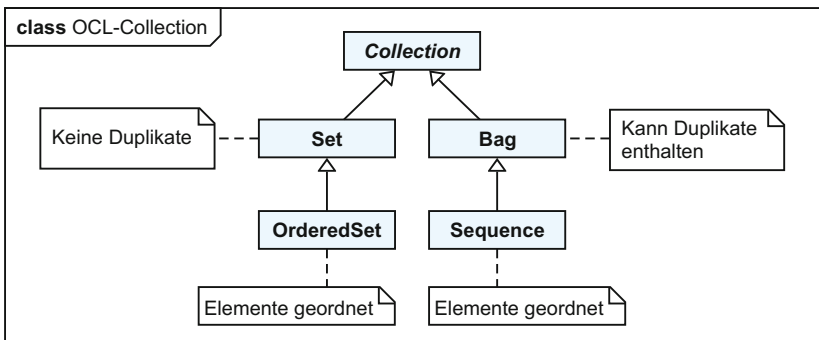 class OCL-Collection
Collection
Keine Duplikate
Set
Bag
Kann Duplikate
enthalten
OrderedSet
Sequence
Elemente geordnet
Elemente geordnet